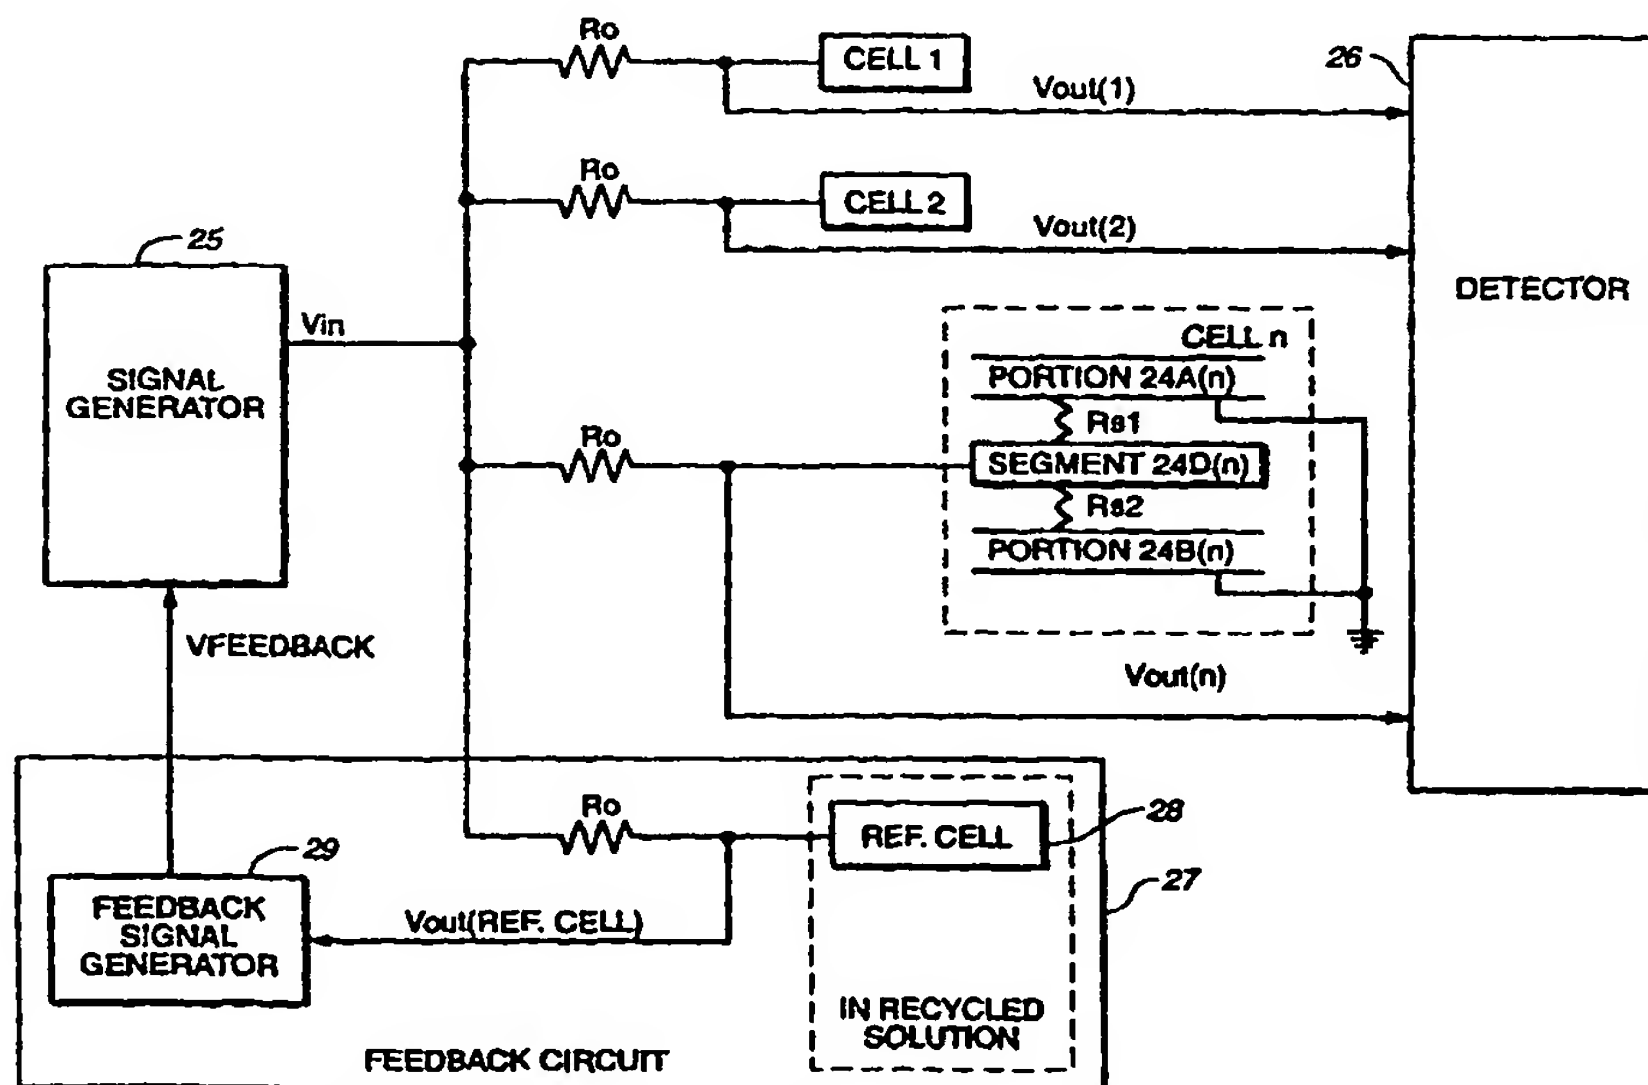 Ro
CELL 1
Vout(1)
26
Ro
CELL 2
Vout(2)
25
SIGNAL
GENERATOR
Vin
DETECTOR
CELL n
PORTION 24A(n)
Rs1
Ro
SEGMENT 24D(n)
Rs2
PORTION 24B(n)
VFEEDBACK
Vout(n)
Ro
REF. CELL
28
27
29
FEEDBACK
SIGNAL
GENERATOR
Vout(REF. CELL)
IN RECYCLED
SOLUTION
FEEDBACK CIRCUIT